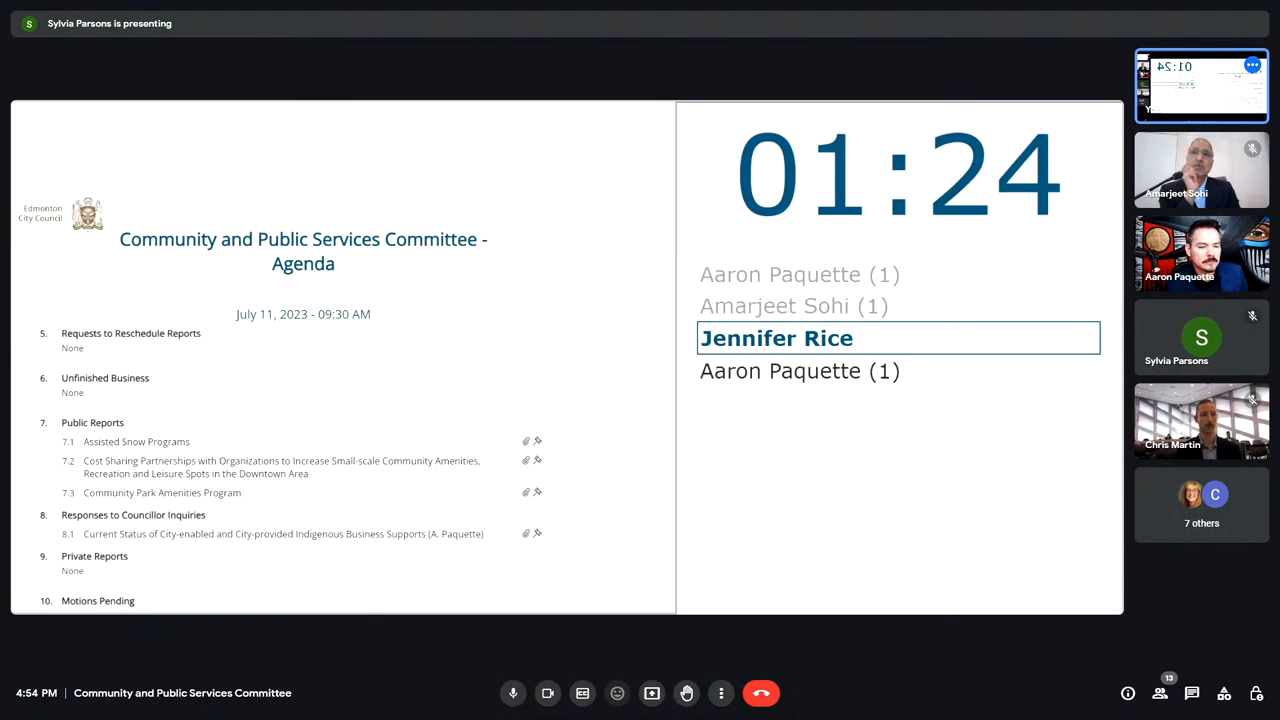 S
Sylvia Parsons is presenting
Edmonton
City Council
Community and Public Services Committee -
Agenda
July 11, 2023 - 09:30 AM
5. Requests to Reschedule Reports
None
6. Unfinished Business
None
7. Public Reports
7.1 Assisted Snow Programs
7.2 Cost Sharing Partnerships with Organizations to Increase Small-scale Community Amenities,
Recreation and Leisure Spots in the Downtown Area
7.3 Community Park Amenities Program
8. Responses to Councillor Inquiries
8.1 Current Status of City-enabled and City-provided Indigenous Business Supports (A. Paquette)
9. Private Reports
None
10. Motions Pending
01:24
Aaron Paquette (1)
Amarjeet Sohi (1)
Jennifer Rice
Aaron Paquette (1)
01:24
Amarjeet Sohi
Aaron Paquette
S
Sylvia Parsons
Chris Martin
C
7 others
4:54 PM | Community and Public Services Committee
13